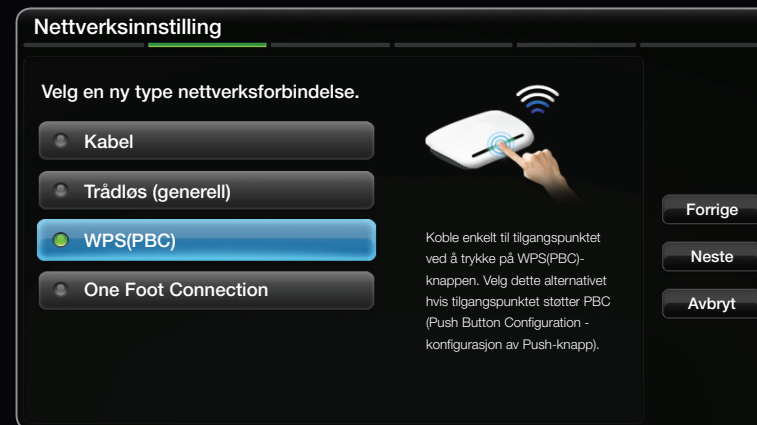 Nettverksinnstilling
Velg en ny type nettverksforbindelse.
Kabel
Trådløs (generell)
WPS(PBC)
One Foot Connection
Koble enkelt til tilgangspunktet
ved å trykke på WPS(PBC)-
knappen. Velg dette alternativet
hvis tilgangspunktet støtter PBC
(Push Button Configuration -
konfigurasjon av Push-knapp).
Forrige
Neste
Avbryt